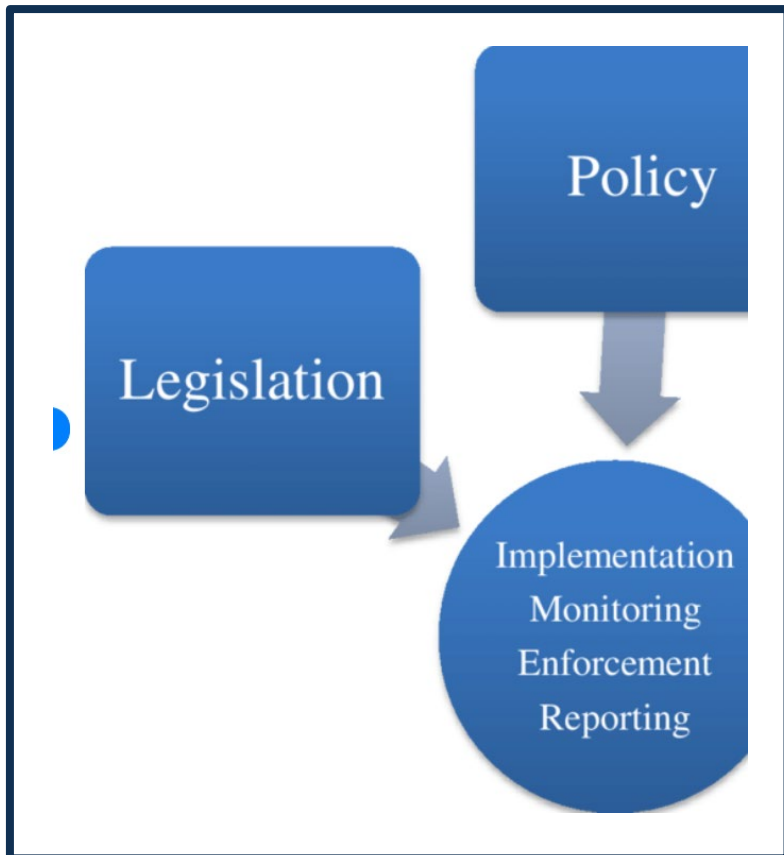 Policy
Legislation
Implementation
Monitoring
Enforcement
Reporting